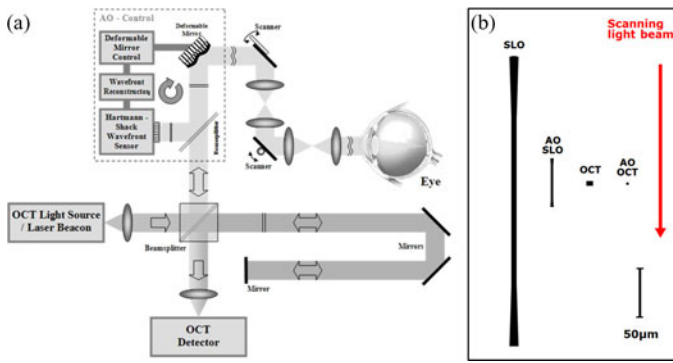 (a)
AO - Control
Deformable
Mirror
Deformable
Mirror
Control
Scanner
Wavefront
Reconstructor
Hartmann -
Shack
Wavefront
Sensor
Beamsplitter
Scanner
Eye
OCT Light Source
/ Laser Beacon
Beamsplitter
Mirrors
Mirror
OCT
Detector
(b)
SLO
Scanning
light beam
AO
SLO
OCT
AO
OCT
50µm